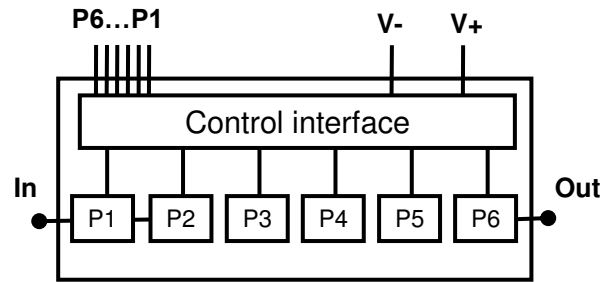 P6...P1 V- V+
Control interface
In Out
P1 P2 P3 P4 P5 P6